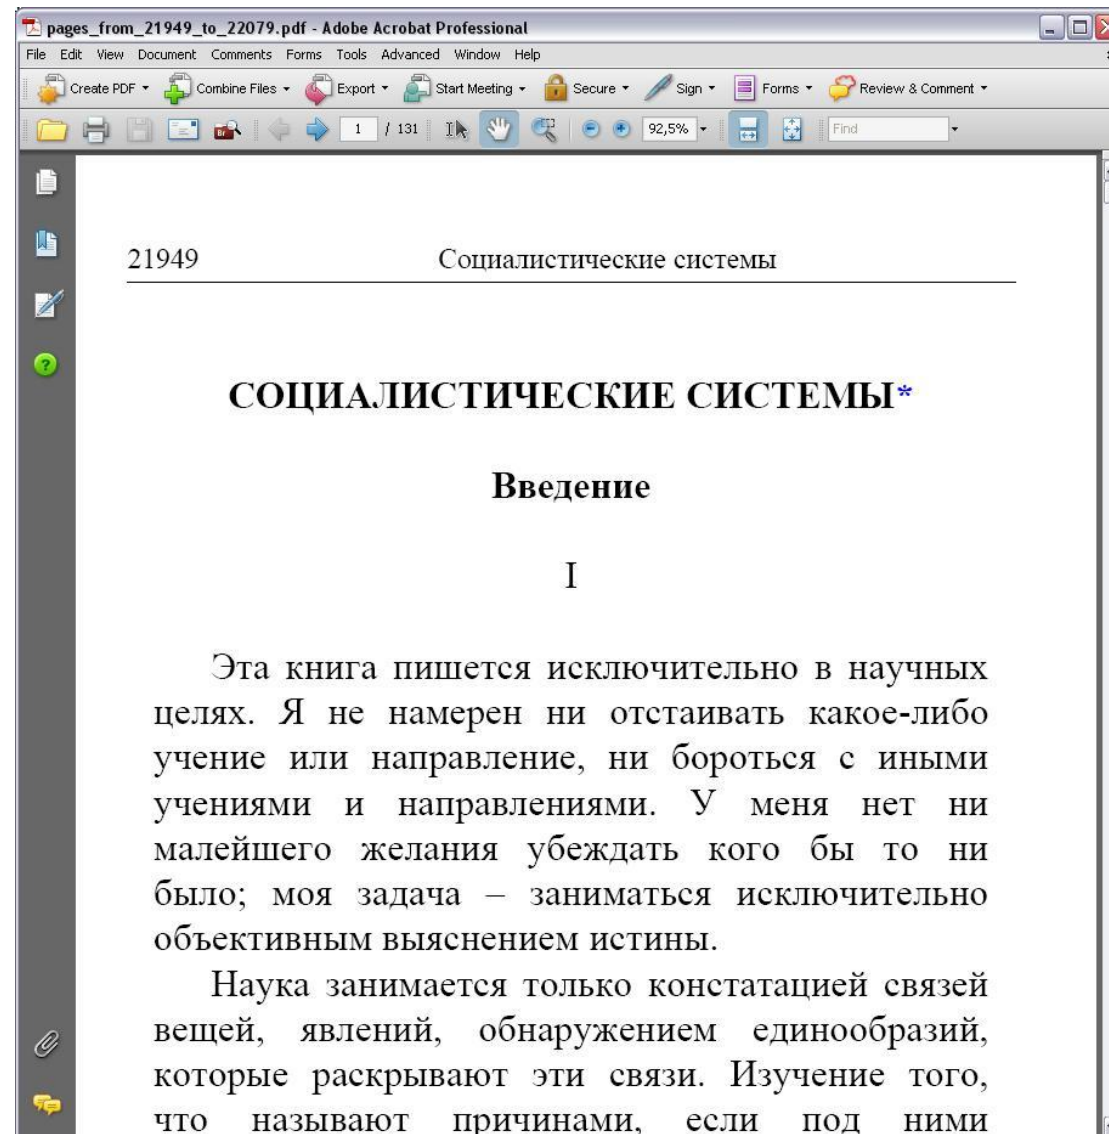 pages_from_21949_to_22079.pdf - Adobe Acrobat Professional
File Edit View Document Comments Forms Tools Advanced Window Help
Create PDF Combine Files Export Start Meeting Secure Sign Forms Review & Comment
1 / 131 92,5% Find
21949 Социалистические системы
СОЦИАЛИСТИЧЕСКИЕ СИСТЕМЫ*
Введение
I
Эта книга пишется исключительно в научных
целях. Я не намерен ни отстаивать какое-либо
учение или направление, ни бороться с иными
учениями и направлениями. У меня нет ни
малейшего желания убеждать кого бы то ни
было; моя задача – заниматься исключительно
объективным выяснением истины.
Наука занимается только констатацией связей
вещей, явлений, обнаружением единообразий,
которые раскрывают эти связи. Изучение того,
что называют причинами, если под ними